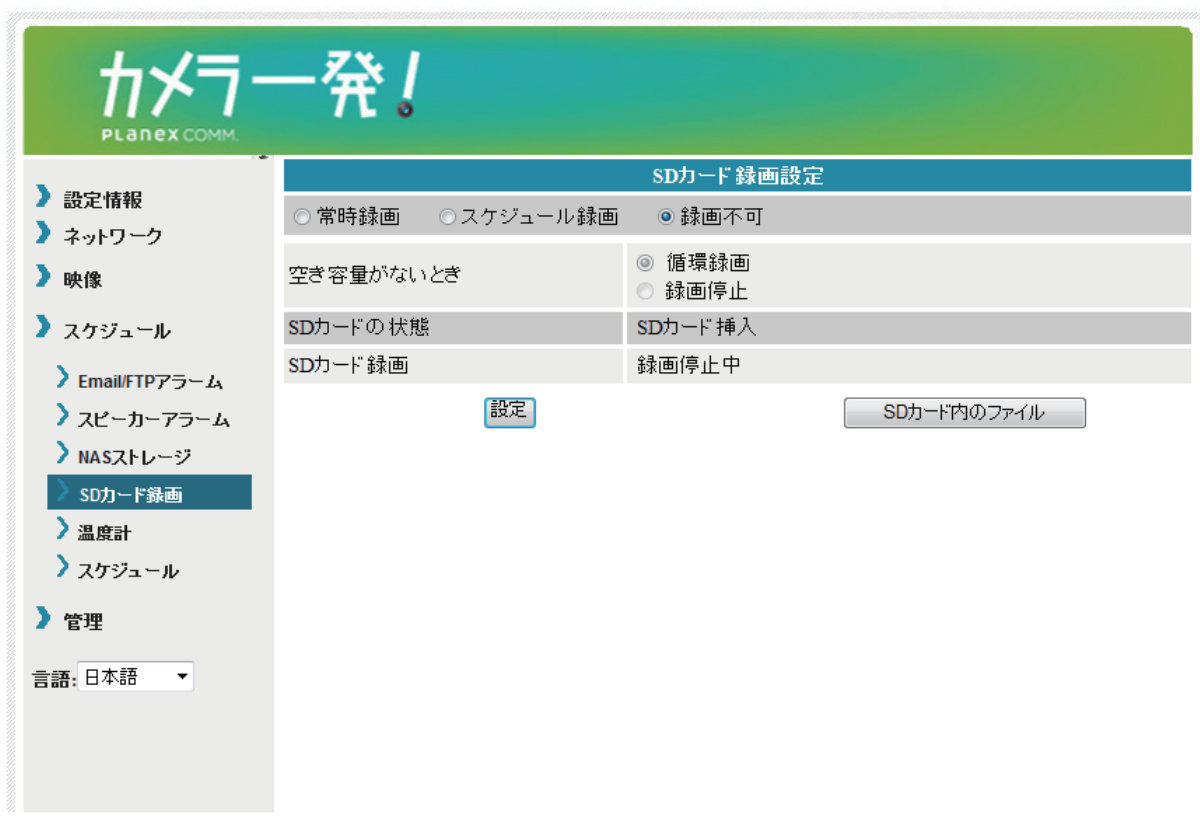 カメラ一発!
PLANEX COMM.
設定情報
ネットワーク
映像
スケジュール
Email/FTPアラーム
スピーカーアラーム
NASストレージ
SDカード録画
温度計
スケジュール
管理
言語: 日本語
SDカード 録画設定
常時録画 スケジュール録画 録画不可
空き容量がないとき
循環録画
録画停止
SDカードの状態 SDカード挿入
SDカード録画 録画停止中
設定 SDカード内のファイル